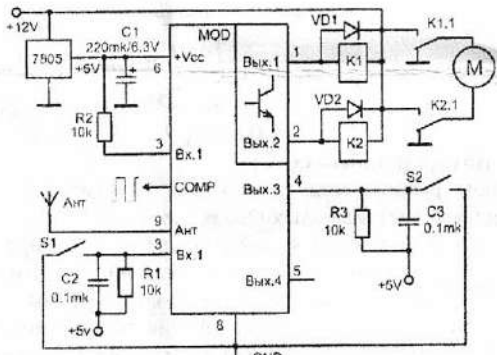 +12V
7805
C1
220mk/6,3V
+5V
6
MOD
+Vcc
Вых.1
1
VD1
K1
K1.1
M
R2
10k
3
Вх.1
Вых.2
2
VD2
K2
K2.1
COMP
Вых.3
4
S2
Ант
9
Ант
R3
10k
C3
0.1mk
S1
3
Вх.1
C2
0.1mk
R1
10k
Вых.4
5
+5v
+5v
8
GND